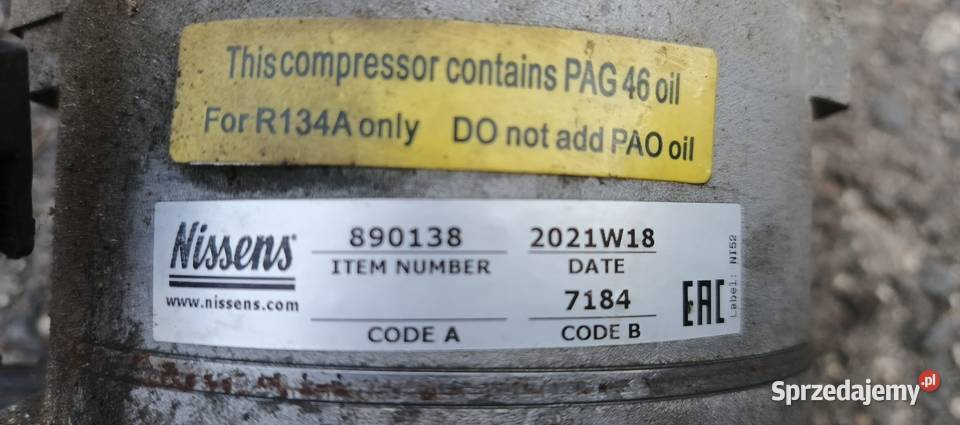 This compressor contains PAG 46 oil
For R134A only DO not add PAO oil
Nissens
www.nissens.com
890138
ITEM NUMBER
2021W18
DATE
CODE A
7184
CODE B
EAC
Label: NI52
Sprzedajemy.pl